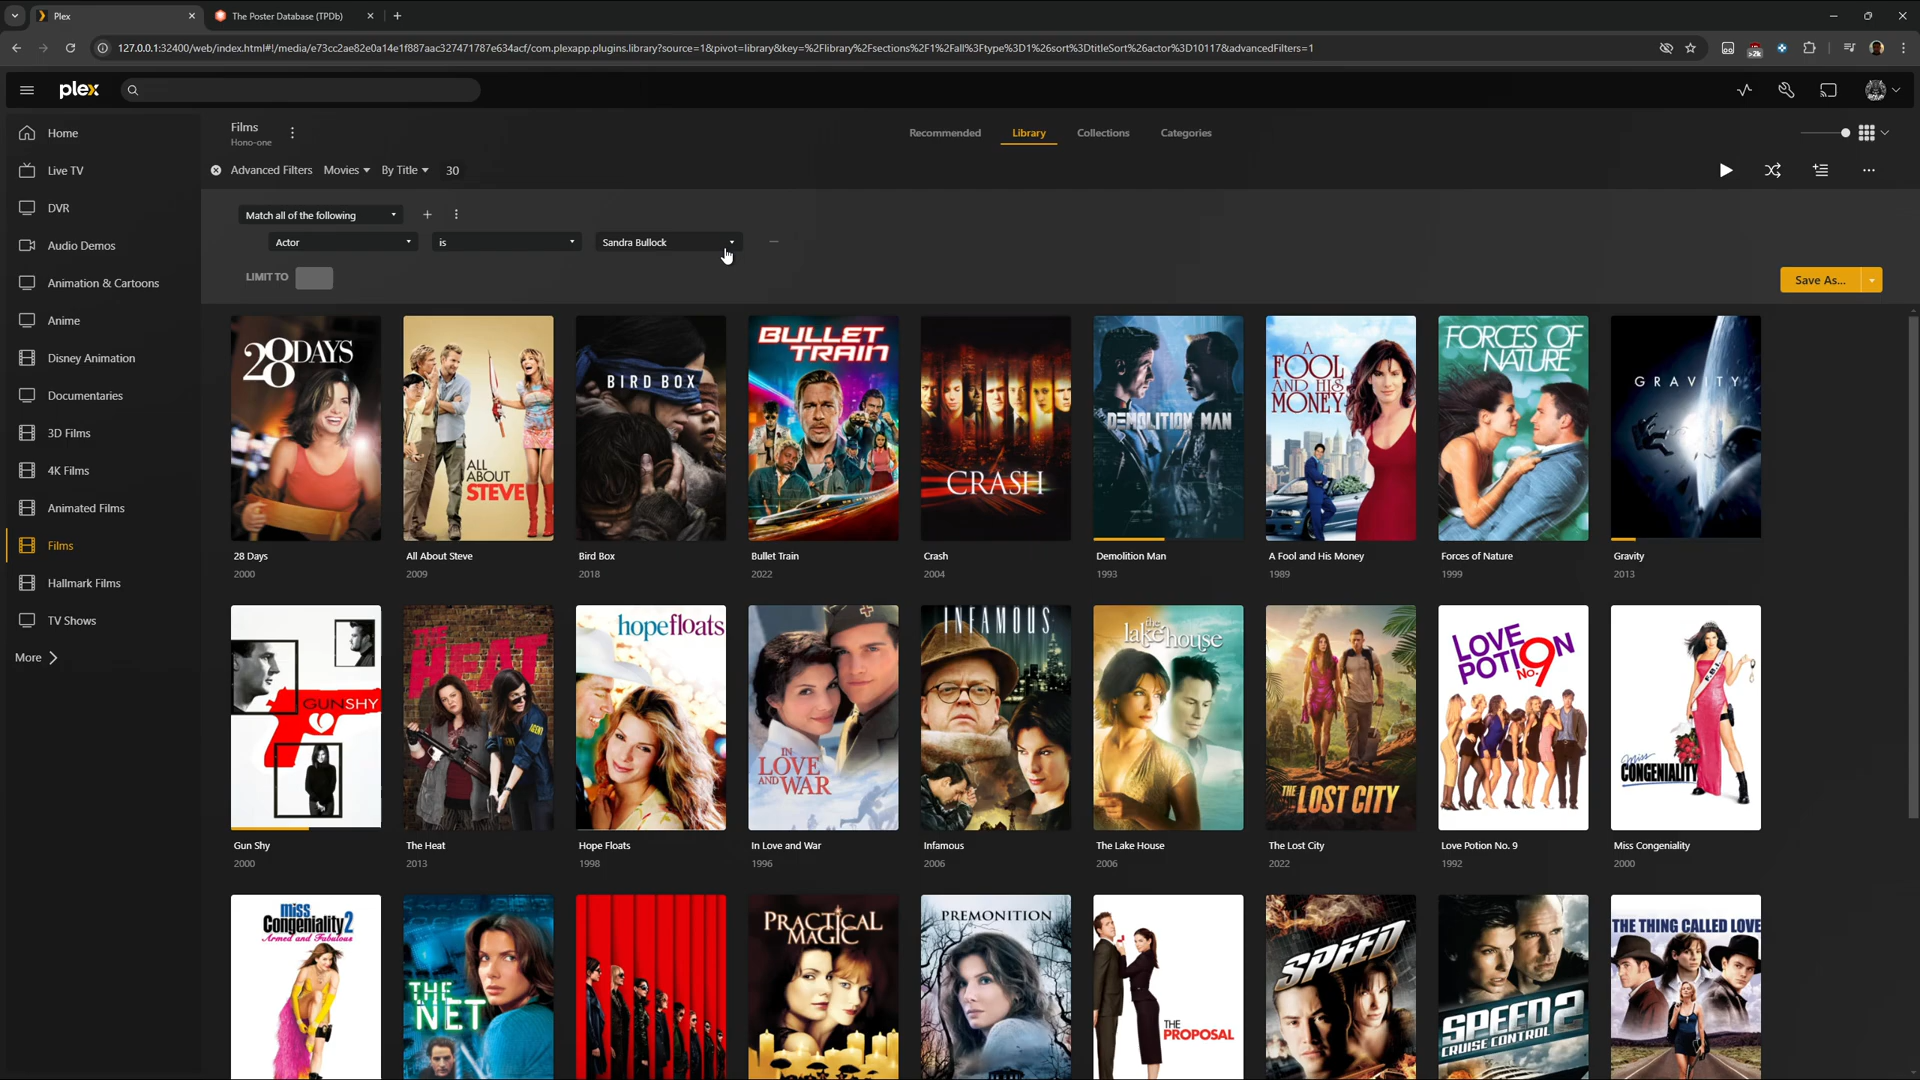 Plex
The Poster Database (TPDb)
127.0.0.1:32400/web/index.html#!/media/e73cc2ae82e0a14e1f887aac327471787e634acf/com.plexapp.plugins.library?source=1&pivot=library&key=%2Flibrary%2Fsections%2F1%2Fall%3Ftype%3D1%26sort%3DtitleSort%26actor%3D10117&advancedFilters=1
>2k
plex
Home
Live TV
DVR
Audio Demos
Animation & Cartoons
Anime
Disney Animation
Documentaries
3D Films
4K Films
Animated Films
Films
Hallmark Films
TV Shows
More
Films
Hono-one
Recommended
Library
Collections
Categories
Advanced Filters
Movies
By Title
30
Match all of the following
Actor
is
Sandra Bullock
LIMIT TO
Save As...
28 DAYS
ALL ABOUT STEVE
BIRD BOX
BULLET TRAIN
CRASH
DEMOLITION MAN
A FOOL AND HIS MONEY
FORCES OF NATURE
GRAVITY
28 Days
2000
All About Steve
2009
Bird Box
2018
Bullet Train
2022
Crash
2004
Demolition Man
1993
A Fool and His Money
1989
Forces of Nature
1999
Gravity
2013
GUNSHY
THE HEAT
AGENT
hopefloats
IN LOVE AND WAR
INFAMOUS
the lake house
THE LOST CITY
LOVE POTION No. 9
F.B.I.
Miss CONGENIALITY
Gun Shy
2000
The Heat
2013
Hope Floats
1998
In Love and War
1996
Infamous
2006
The Lake House
2006
The Lost City
2022
Love Potion No. 9
1992
Miss Congeniality
2000
miss Congeniality 2
Armed and Fabulous
THE NET
PRACTICAL MAGIC
PREMONITION
THE PROPOSAL
SPEED
SPEED 2
CRUISE CONTROL
THE THING CALLED LOVE